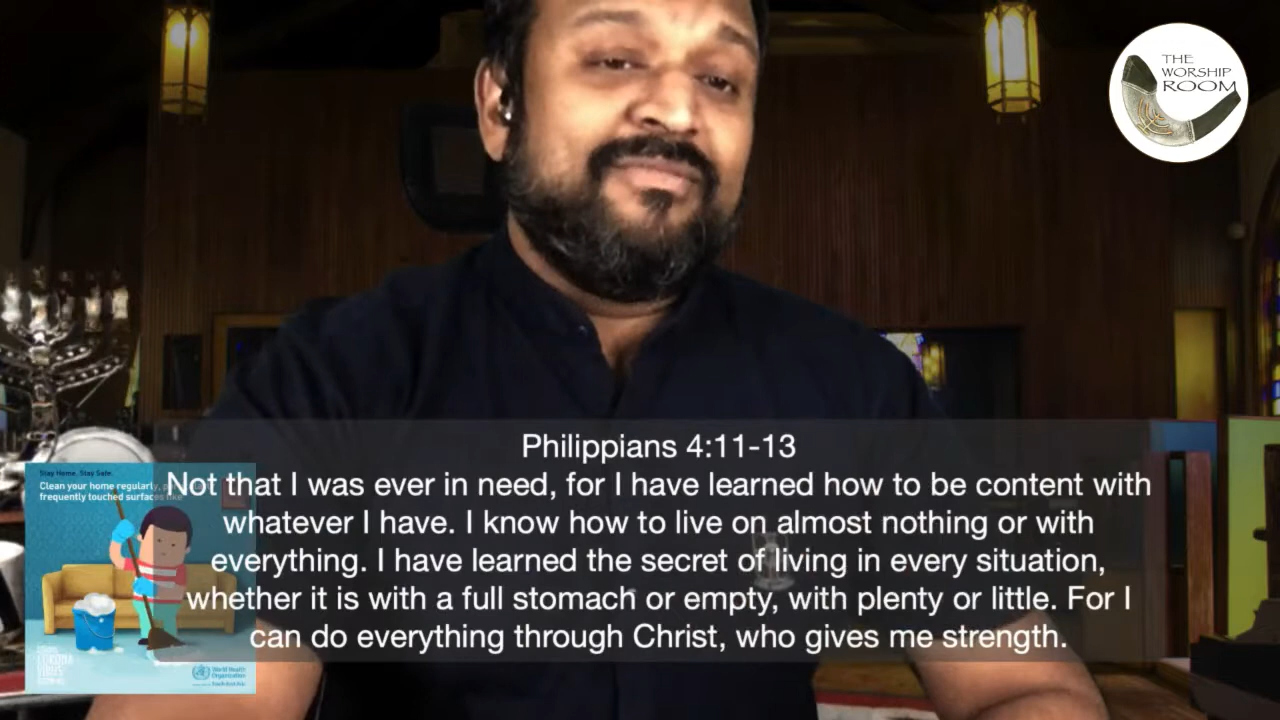 THE
WORSHIP
ROOM
Philippians 4:11-13
Not that I was ever in need, for I have learned how to be content with
whatever I have. I know how to live on almost nothing or with
everything. I have learned the secret of living in every situation,
whether it is with a full stomach or empty, with plenty or little. For I
can do everything through Christ, who gives me strength.
Stay Home. Stay Safe.
Clean your home regularly,
frequently touched surfaces like
CORONA
VIRUS
World Health
Organization